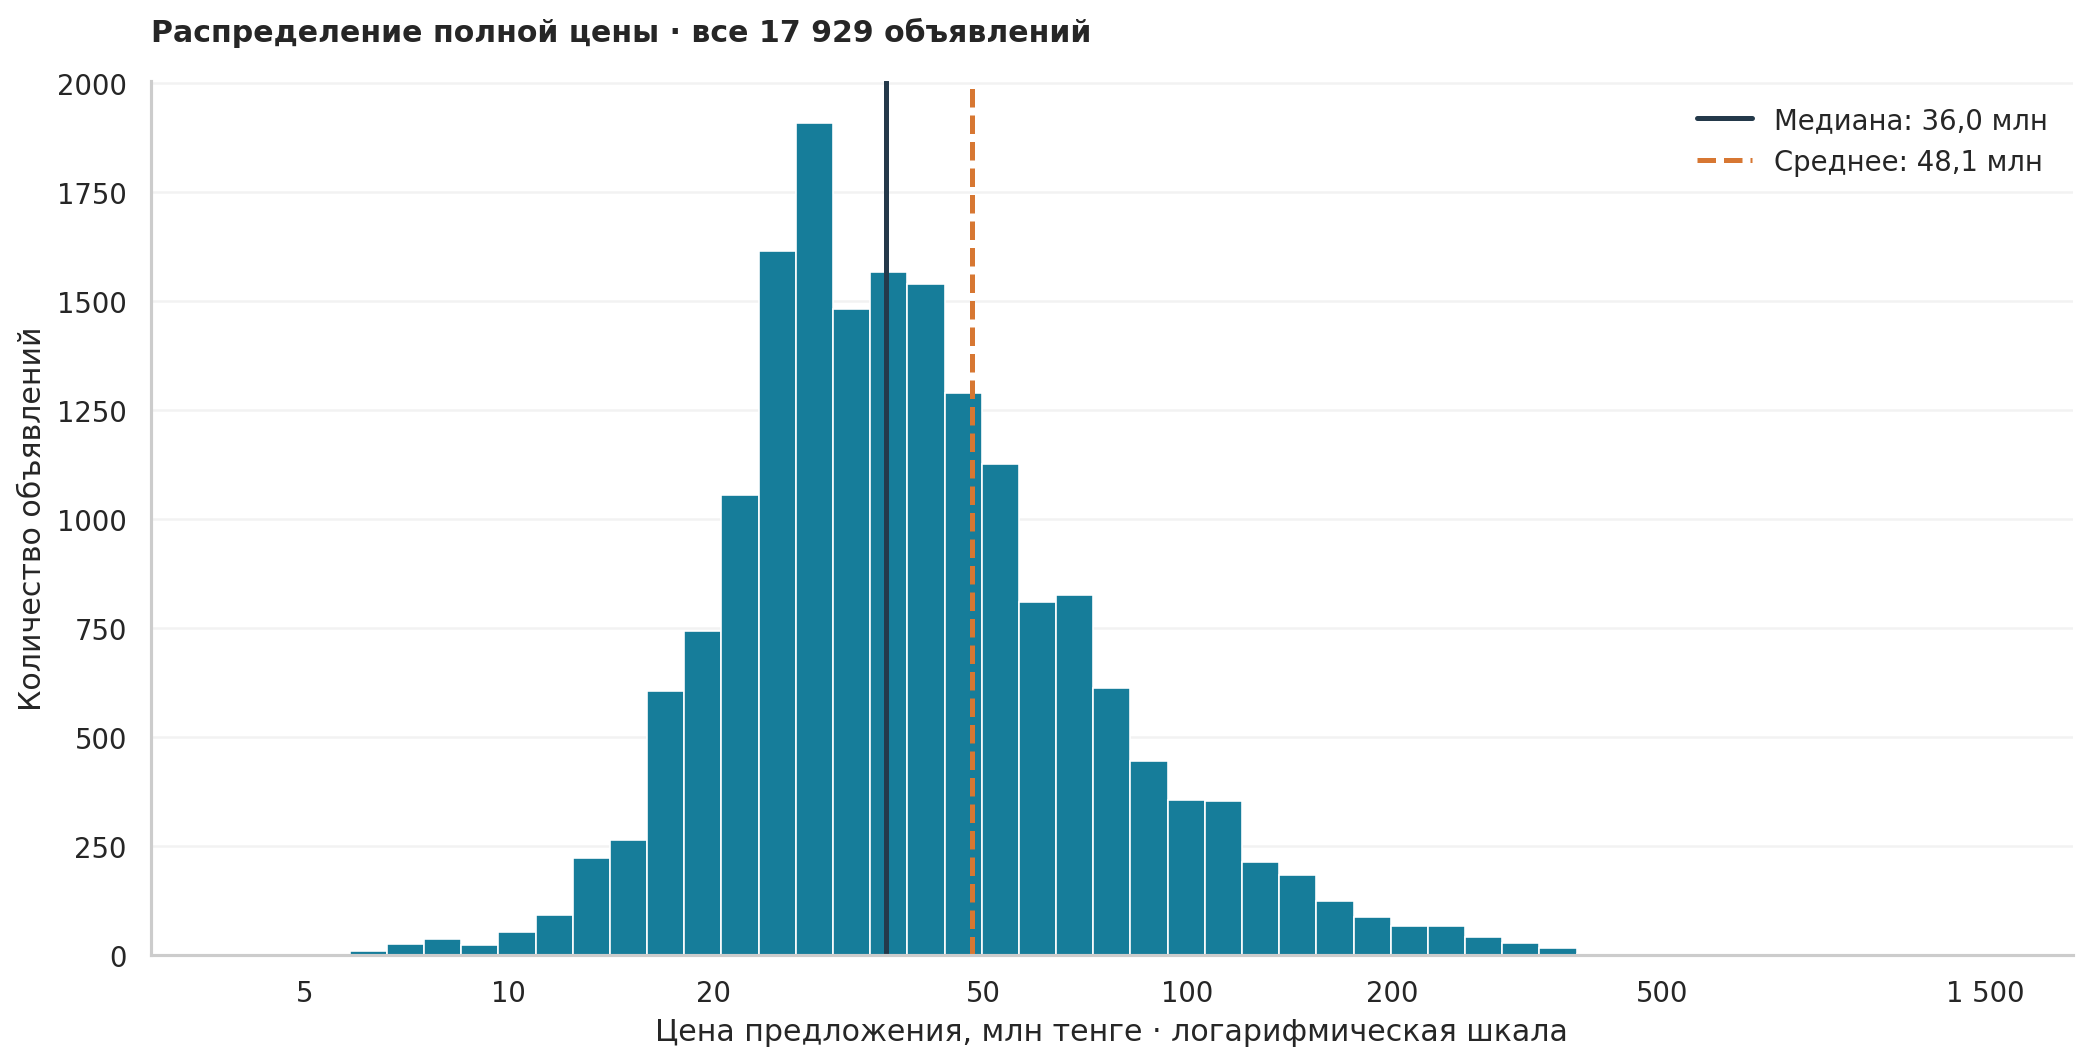 Распределение полной цены · все 17 929 объявлений
Медиана: 36,0 млн
Среднее: 48,1 млн
Количество объявлений
2000
1750
1500
1250
1000
750
500
250
0
5 10 20 50 100 200 500 1 500
Цена предложения, млн тенге · логарифмическая шкала